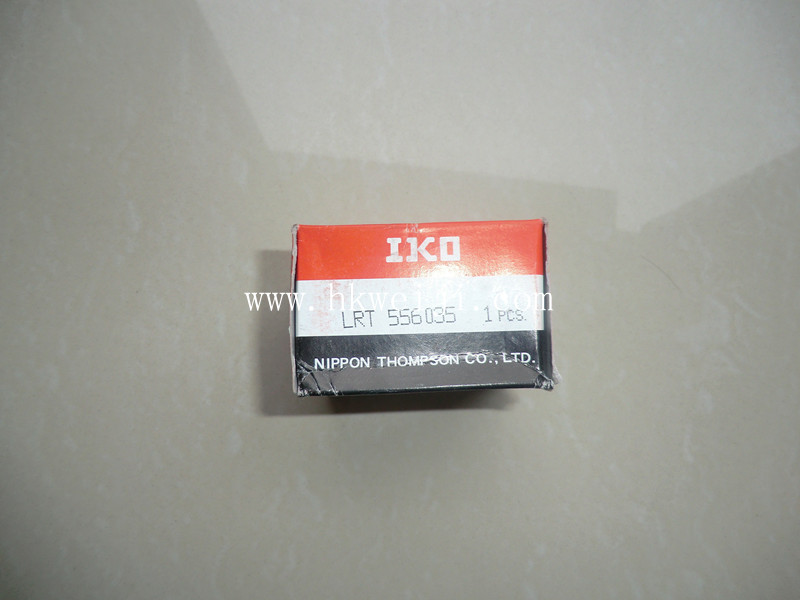 IKO
LRT 556035 1 PCS.
NIPPON THOMPSON CO., LTD.